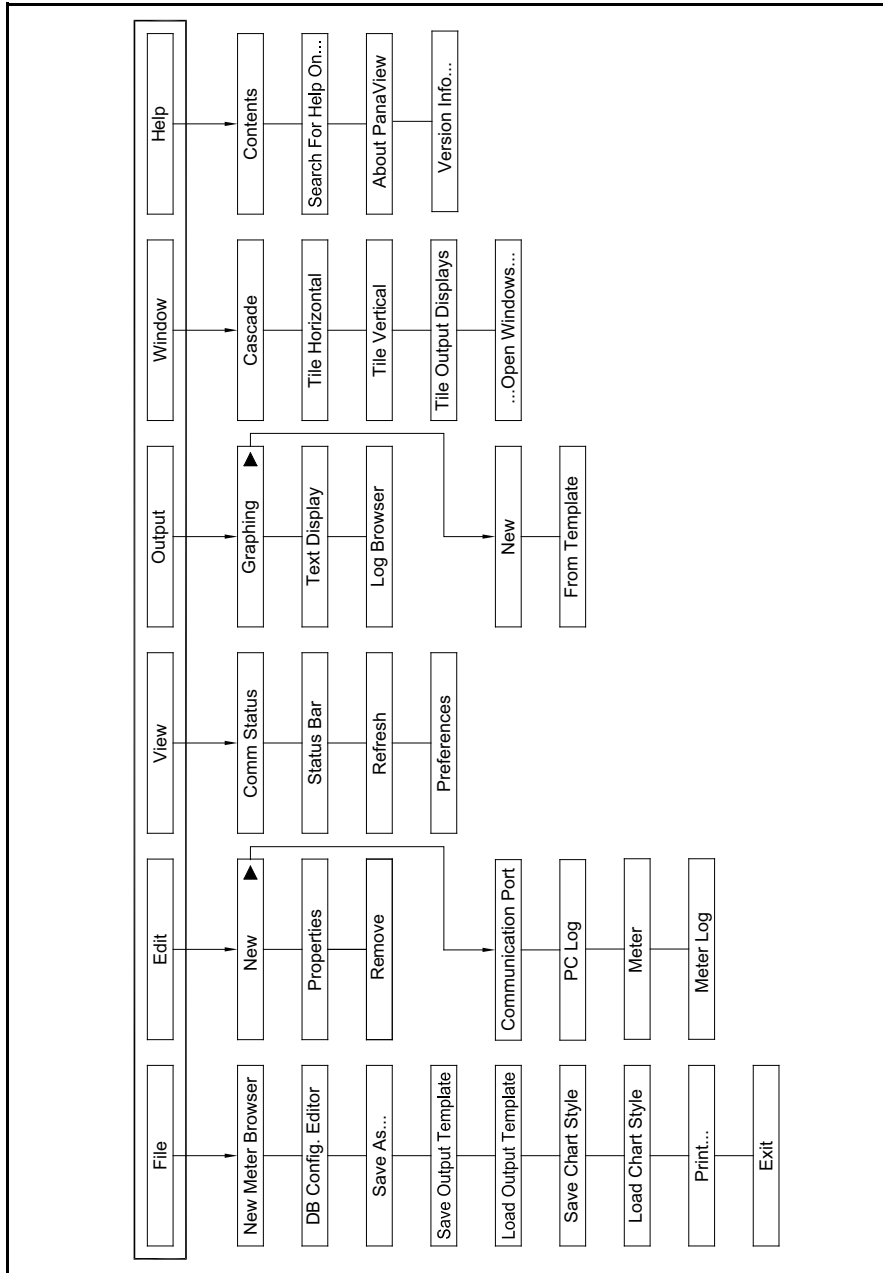 File
Edit
View
Output
Window
Help
New Meter Browser
DB Config. Editor
Save As...
Save Output Template
Load Output Template
Save Chart Style
Load Chart Style
Print...
Exit
New
Properties
Remove
Communication Port
PC Log
Meter
Meter Log
Comm Status
Status Bar
Refresh
Preferences
Graphing
Text Display
Log Browser
New
From Template
Cascade
Tile Horizontal
Tile Vertical
Tile Output Displays
...Open Windows...
Contents
Search For Help On...
About PanaView
Version Info...